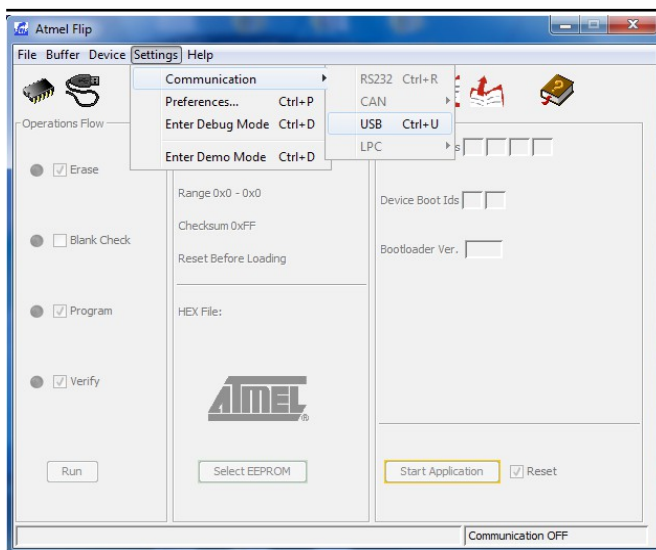 Atmel Flip
File Buffer Device Settings Help
Communication
Preferences... Ctrl+P
Enter Debug Mode Ctrl+D
Enter Demo Mode Ctrl+D
RS232 Ctrl+R
CAN
USB Ctrl+U
LPC
Operations Flow
Erase
Blank Check
Program
Verify
Run
Range 0x0 - 0x0
Checksum 0xFF
Reset Before Loading
HEX File:
ATMEL
®
Select EEPROM
s
Device Boot Ids
Bootloader Ver.
Start Application
Reset
Communication OFF